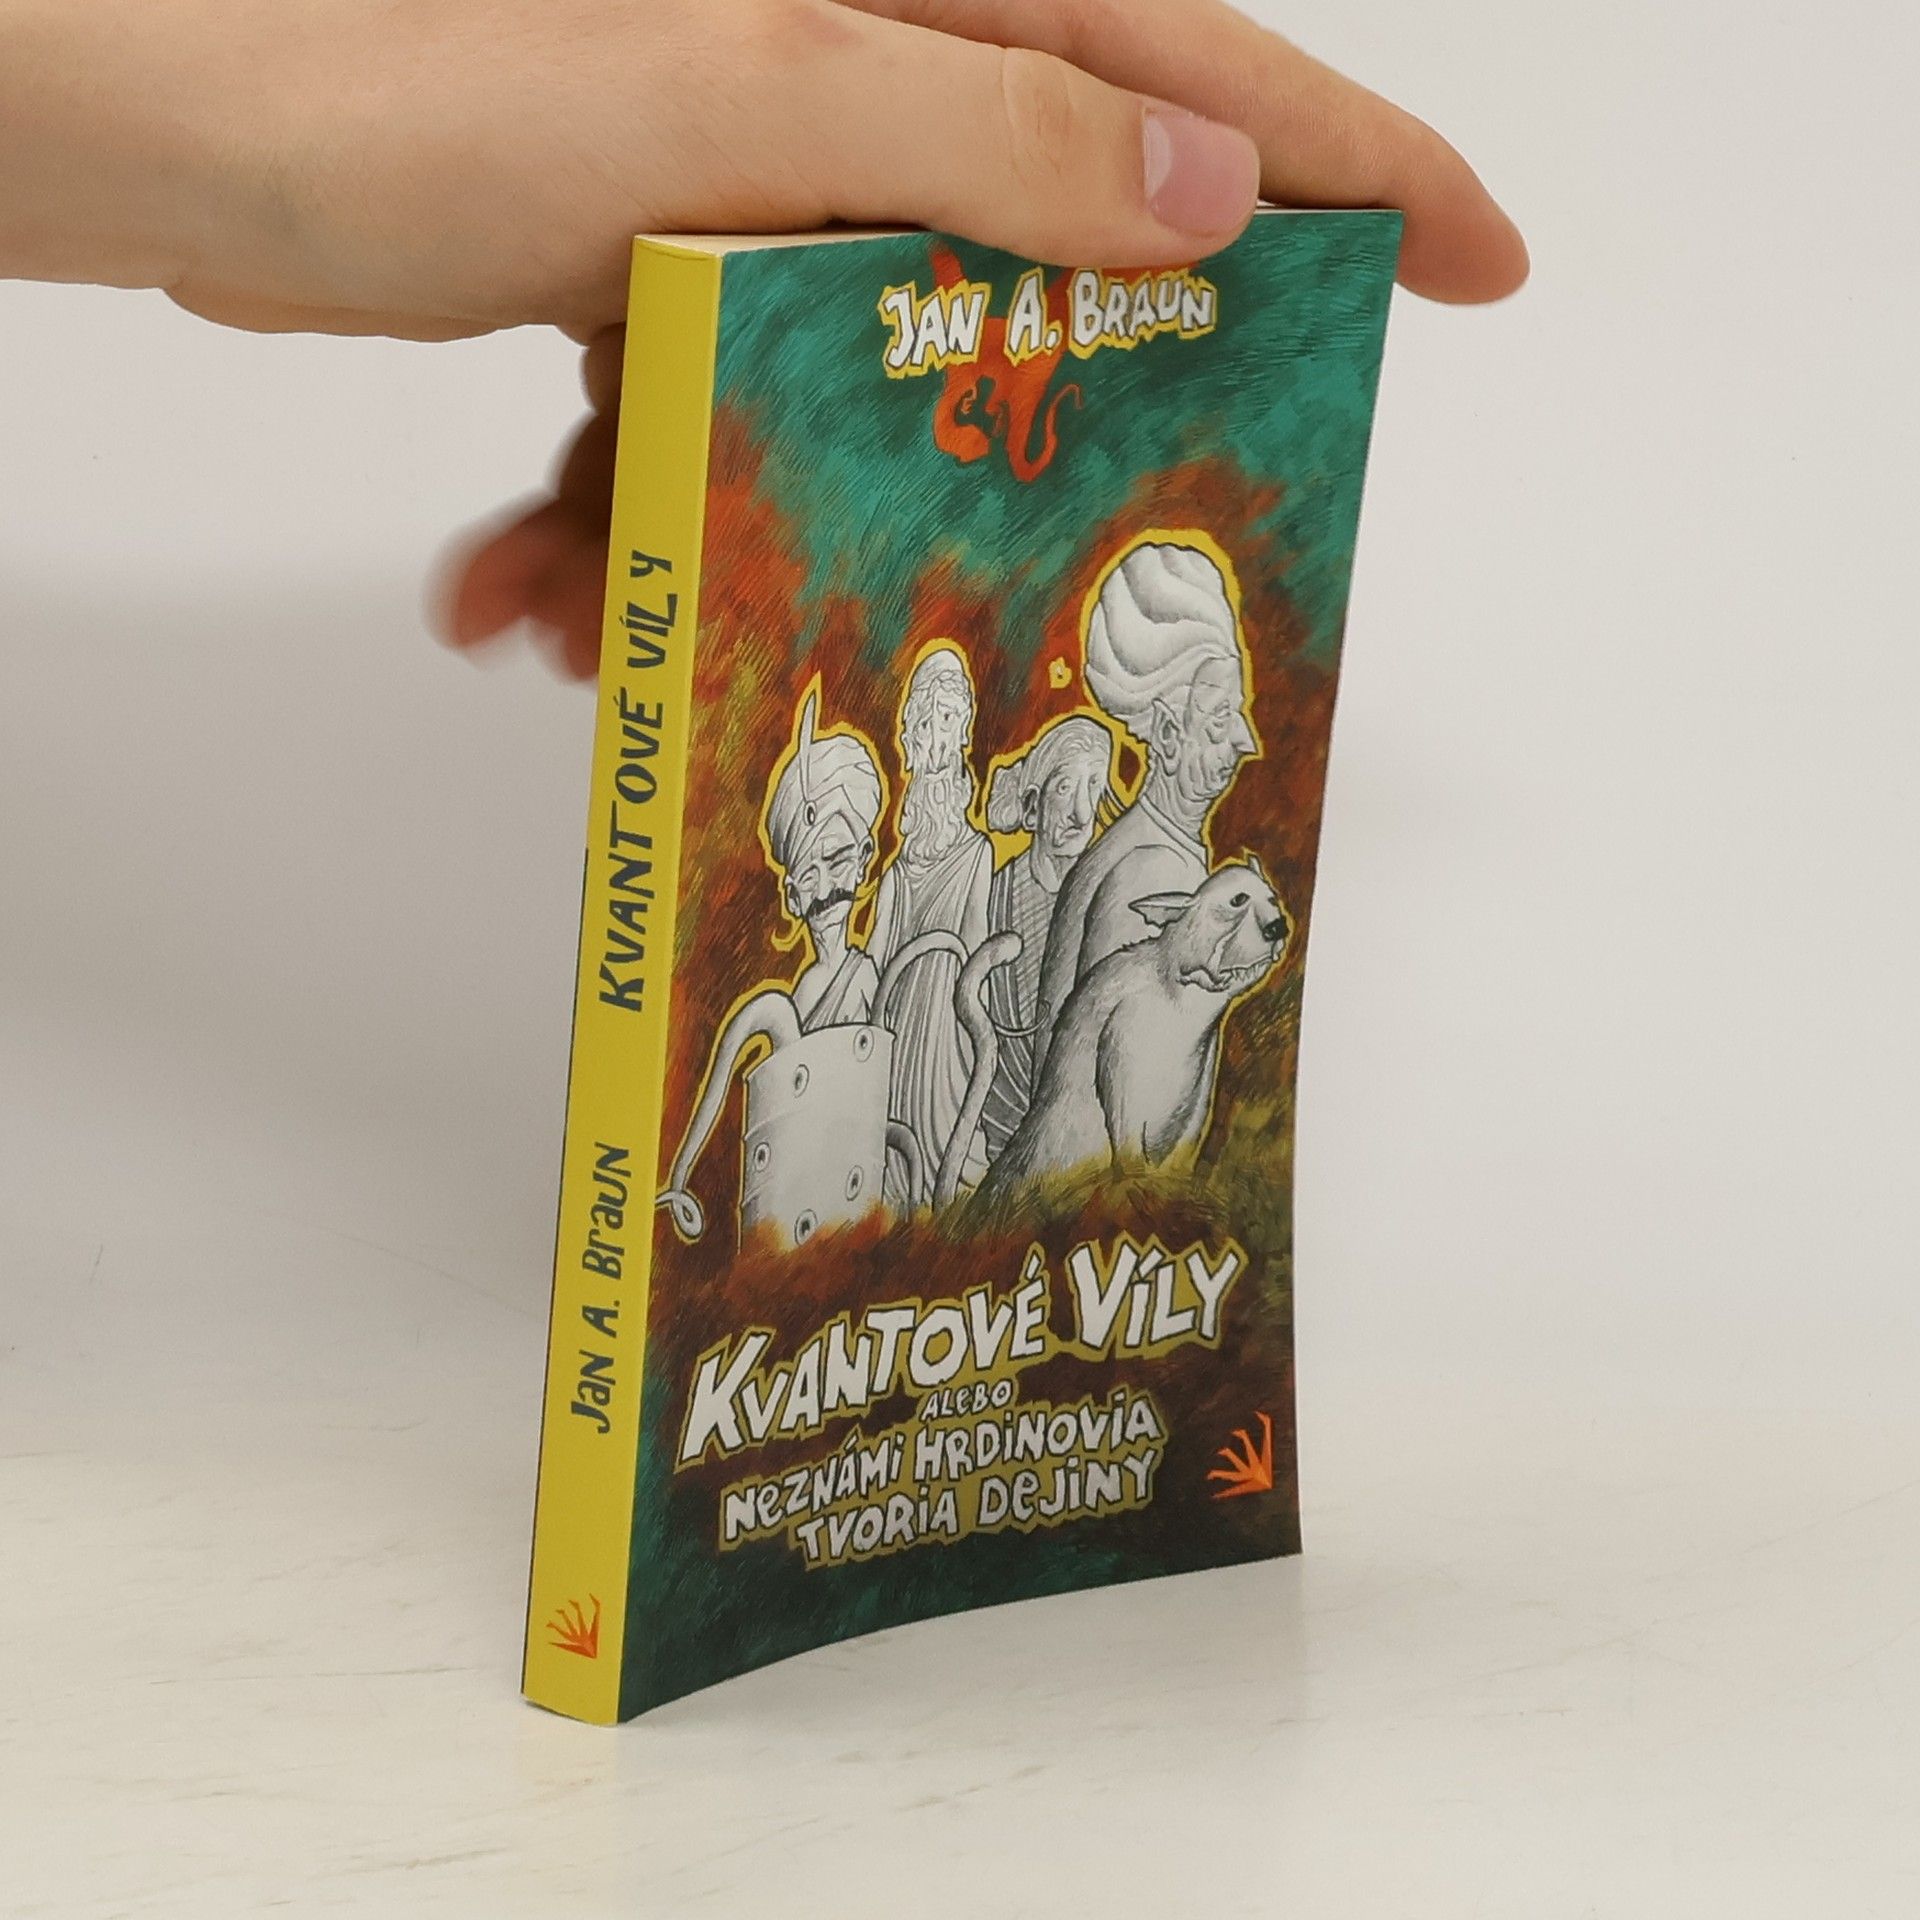 JAN A. BRAUN
KVANTOVÉ VÍLY
ALEBO
NEZNÁMI HRDINOVIA
TVORIA DEJINY
JAN A. BRAUN KVANTOVÉ VÍLY